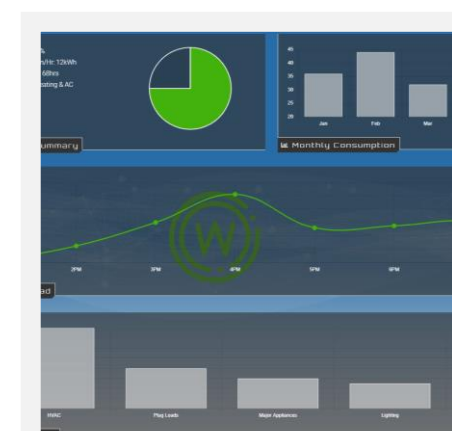 %
n/Hr: 12kWh
68hrs
ating & AC
ummary
45
40
35
30
25
20
Jan
Feb
Mar
Monthly Consumption
W
2PM
3PM
4PM
5PM
6PM
ad
HVAC
Plug Loads
Major Appliances
Lighting